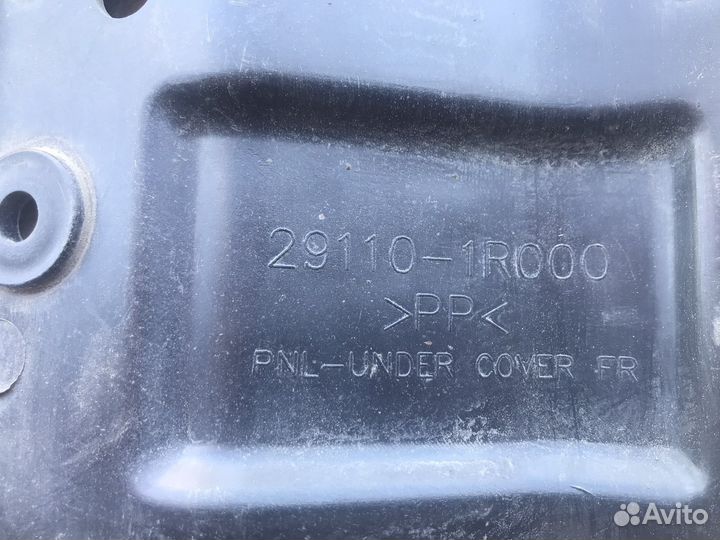 29110-1R000
>PP<
PNL-UNDER COVER FR
Avito